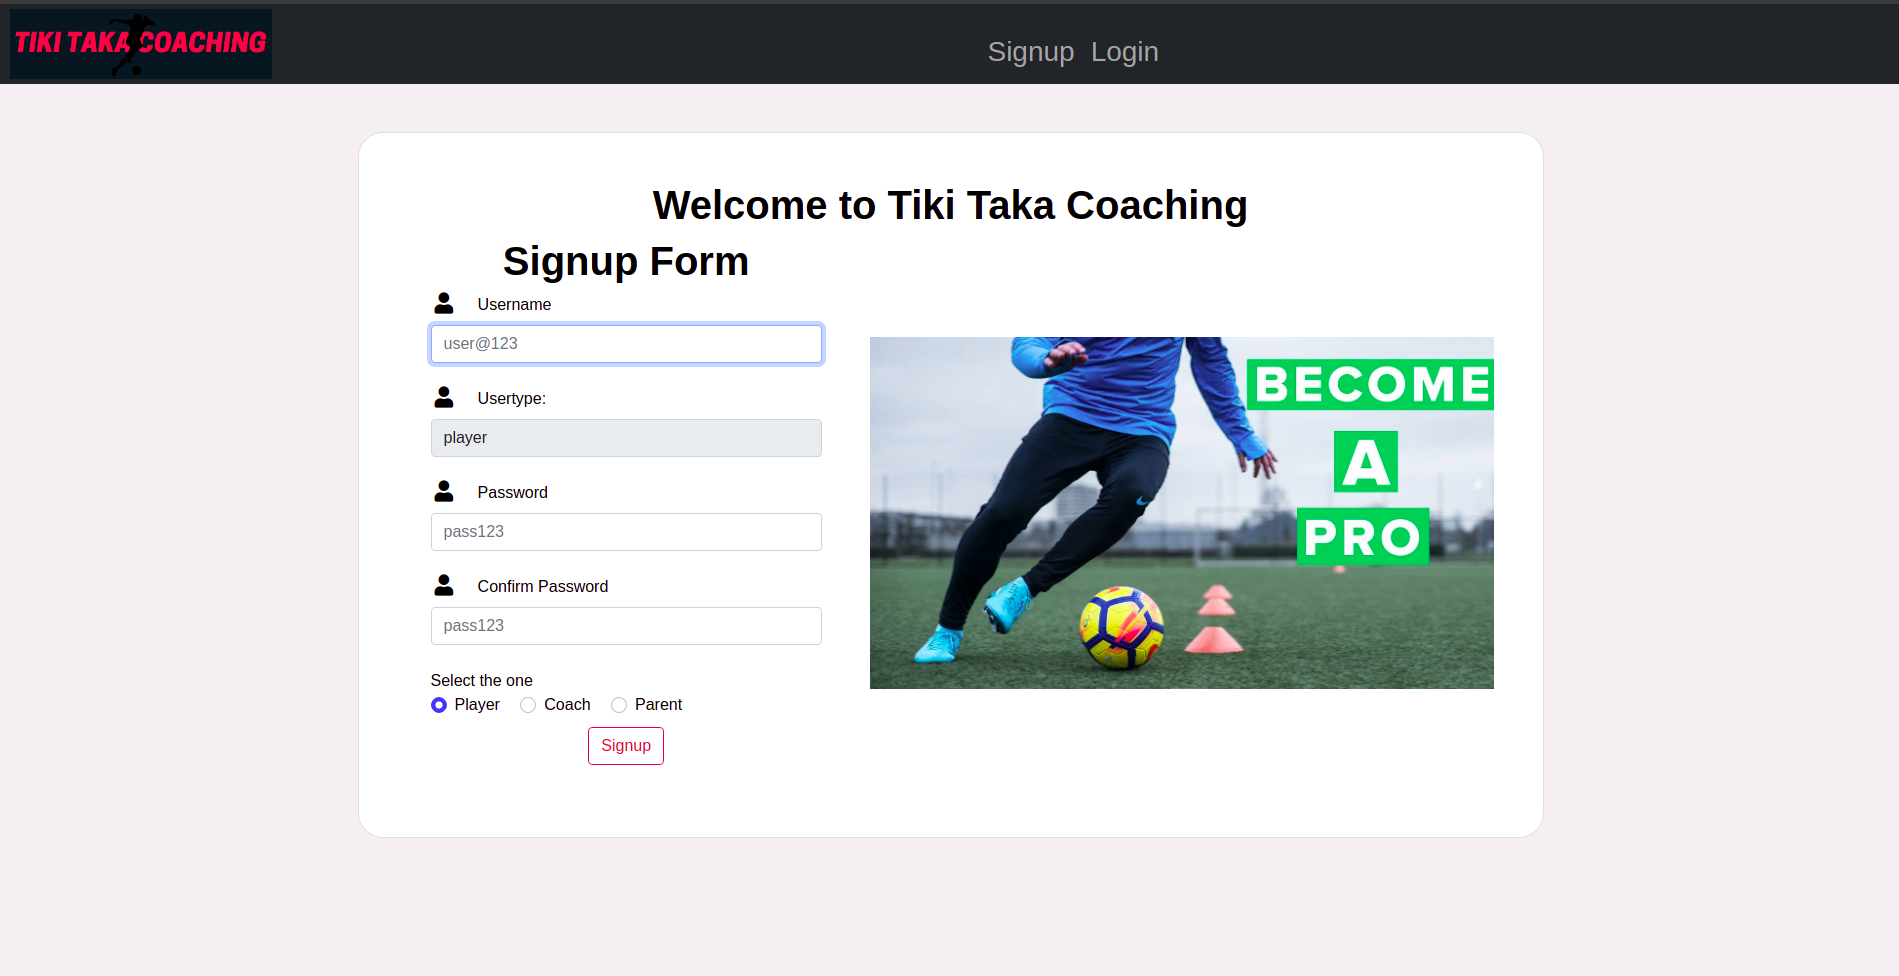 TIKI TAKA COACHING
Signup Login
Welcome to Tiki Taka Coaching
Signup Form
Username
user@123
Usertype:
player
Password
pass123
Confirm Password
pass123
Select the one
Player Coach Parent
Signup
BECOME
A
PRO